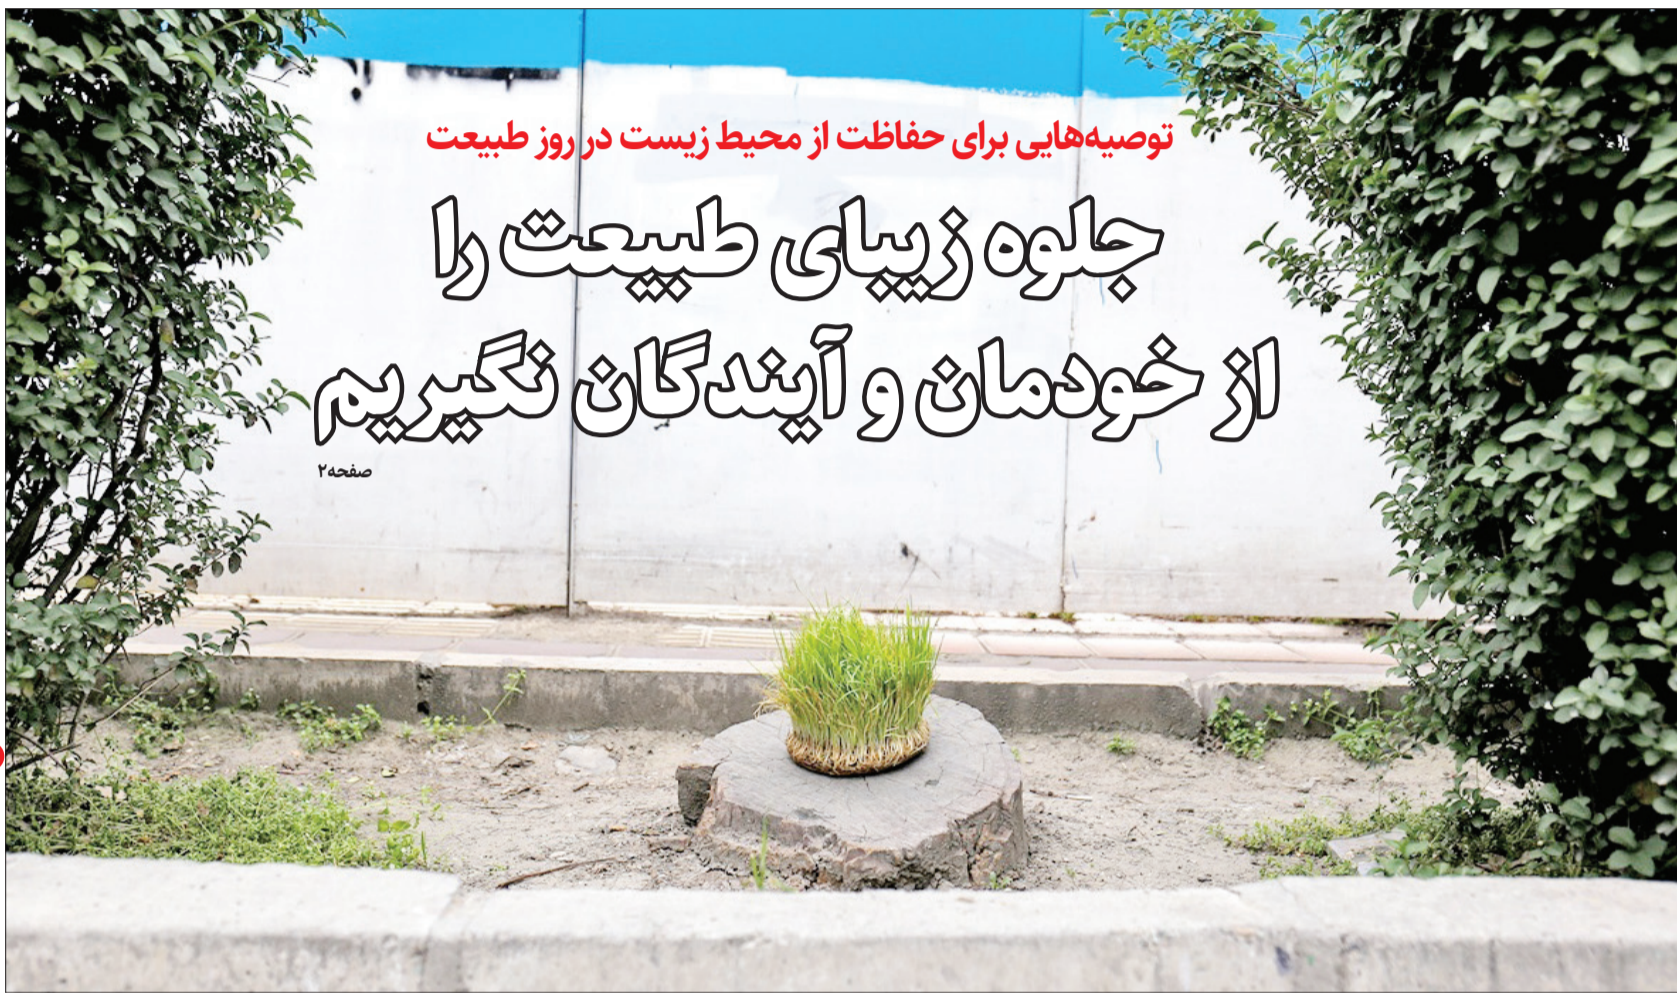 توصیه‌هایی برای حفاظت از محیط زیست در روز طبیعت
جلوه زیبای طبیعت را
از خودمان و آیندگان نگیریم
صفحه۲